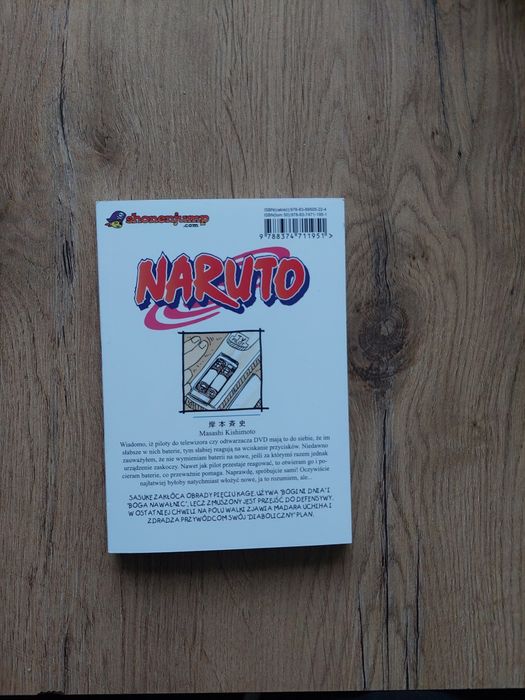 shonenjump
.com
ISBN(całość):978-83-89505-22-4
ISBN(tom 50):978-83-7471-195-1
9 788374 711951 >
NARUTO
岸本斉史
Masashi Kishimoto
Wiadomo, iż piloty do telewizora czy odtwarzacza DVD mają to do siebie, że im
słabsze w nich baterie, tym słabiej reagują na wciskanie przycisków. Niedawno
zauważyłem, że nie wymieniam baterii na nowe, jeśli za którymś razem jednak
urządzenie zaskoczy. Nawet jak pilot przestaje reagować, to otwieram go i po-
cieram baterie, co przeważnie pomaga. Naprawdę, spróbujcie sami! Oczywiście
najłatwiej byłoby natychmiast włożyć nowe, ja to rozumiem, ale...
SASUKE ZAKŁÓCA OBRADY PIĘCIU KAGE. UŻYWA "BOGINI DNEA" I
"BOGA NAWAŁNIC", LECZ ZMUSZONY JEST PRZEJŚĆ DO DEFENSYWY.
W OSTATNIEJ CHWILI NA POLU WALKI ZJAWIA MADARA UCHIHA I
ZDRADZA PRZYWÓDCOM SWÓJ "DIABOLICZNY" PLAN.